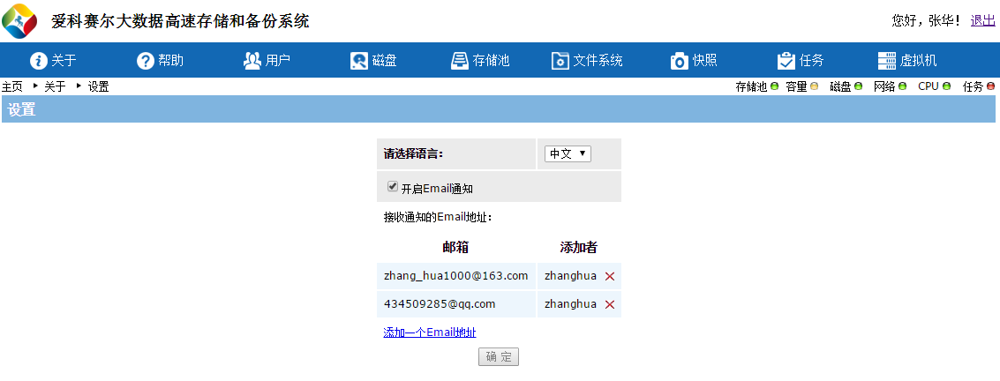 爱科赛尔大数据高速存储和备份系统
您好，张华！ 退出
关于 帮助 用户 磁盘 存储池 文件系统 快照 任务 虚拟机
主页 关于 设置 存储池 容量 磁盘 网络 CPU 任务
设置
请选择语言： 中文
开启Email通知
接收通知的Email地址：
邮箱 添加者
zhang_hua1000@163.com zhanghua
434509285@qq.com zhanghua
添加一个Email地址
确 定